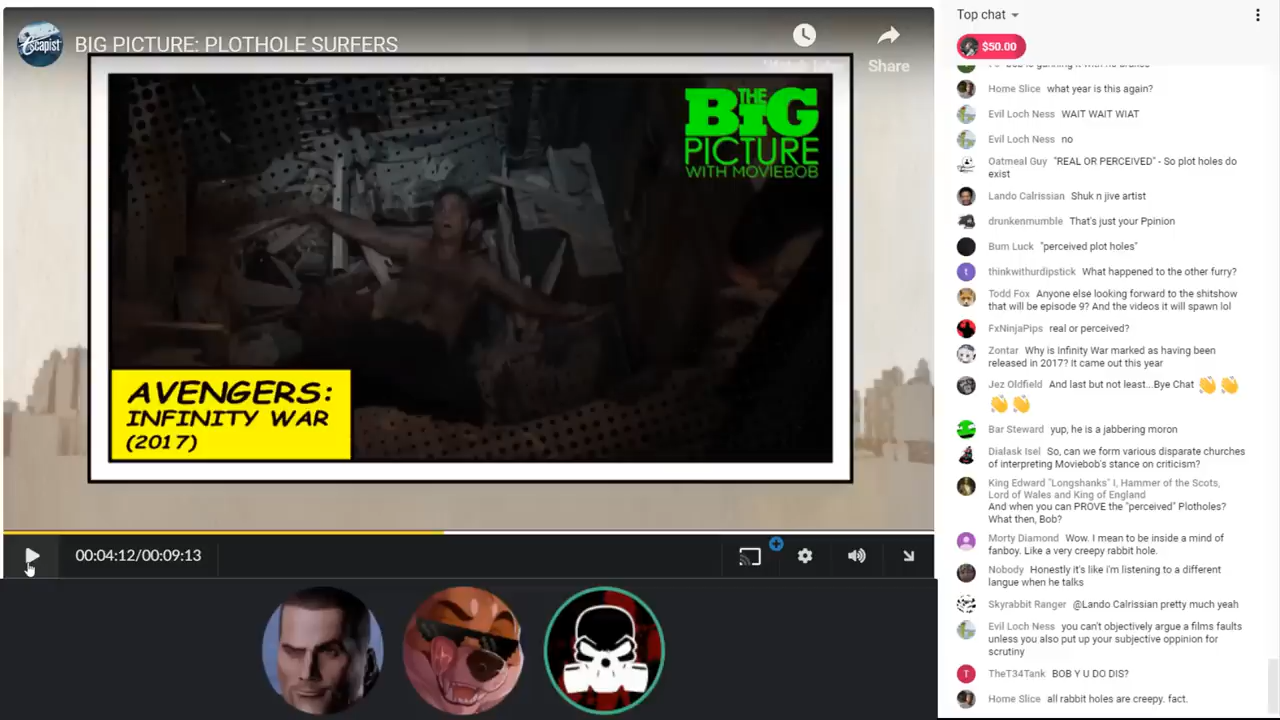 escapist
BIG PICTURE: PLOTHOLE SURFERS
Share
THE
BIG
PICTURE
WITH MOVIEBOB
AVENGERS:
INFINITY WAR
(2017)
00:04:12/00:09:13
Top chat
$50.00
Home Slice what year is this again?
Evil Loch Ness WAIT WAIT WIAT
Evil Loch Ness no
Oatmeal Guy "REAL OR PERCEIVED" - So plot holes do
exist
Lando Calrissian Shuk n jive artist
drunkenmumble That's just your Ppinion
Bum Luck "perceived plot holes"
t
thinkwithurdipstick What happened to the other furry?
Todd Fox Anyone else looking forward to the shitshow
that will be episode 9? And the videos it will spawn lol
FxNinjaPips real or perceived?
Zontar Why is Infinity War marked as having been
released in 2017? It came out this year
Jez Oldfield And last but not least...Bye Chat 👏 👏
👏 👏
Bar Steward yup, he is a jabbering moron
Dialask Isel So, can we form various disparate churches
of interpreting Moviebob's stance on criticism?
King Edward "Longshanks" I, Hammer of the Scots,
Lord of Wales and King of England
And when you can PROVE the "perceived" Plotholes?
What then, Bob?
Morty Diamond Wow. I mean to be inside a mind of
fanboy. Like a very creepy rabbit hole.
Nobody Honestly it's like i'm listening to a different
langue when he talks
Skyrabbit Ranger @Lando Calrissian pretty much yeah
Evil Loch Ness you can't objectively argue a films faults
unless you also put up your subjective oppinion for
scrutiny
T
TheT34Tank BOB Y U DO DIS?
Home Slice all rabbit holes are creepy. fact.